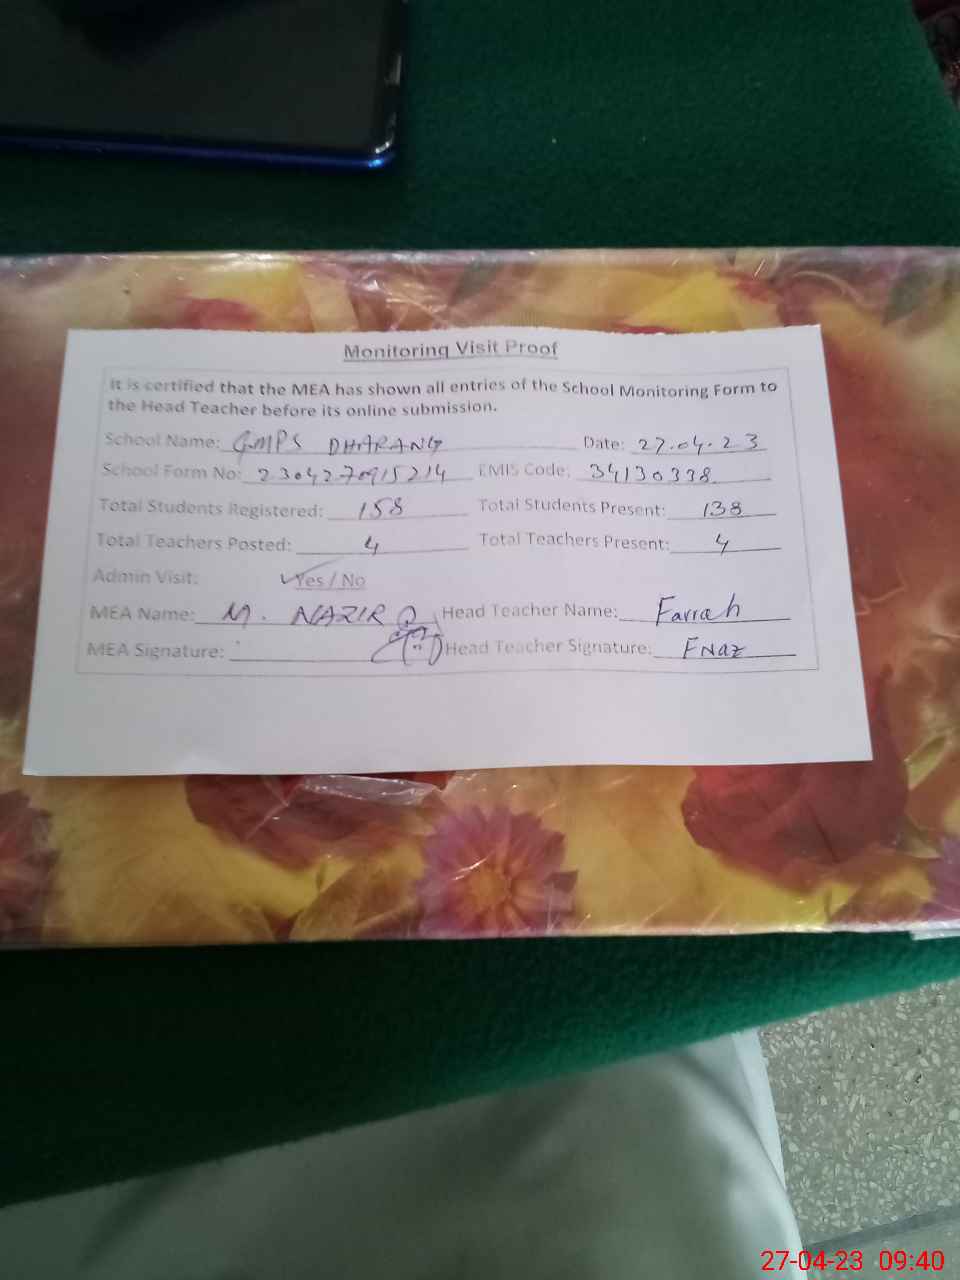 Monitoring Visit Proof
It is certified that the MEA has shown all entries of the School Monitoring Form to
the Head Teacher before its online submission.
School Name: GMPS DHARANG Date: 27.04.23
School Form No: 2304270915214 EMIS Code: 34130338
Total Students Registered: 158 Total Students Present: 138
Total Teachers Posted: 4 Total Teachers Present: 4
Admin Visit: Yes / No
MEA Name: M. NAZIR Head Teacher Name: Farrah
MEA Signature: Head Teacher Signature: FNaz
27-04-23 09:40